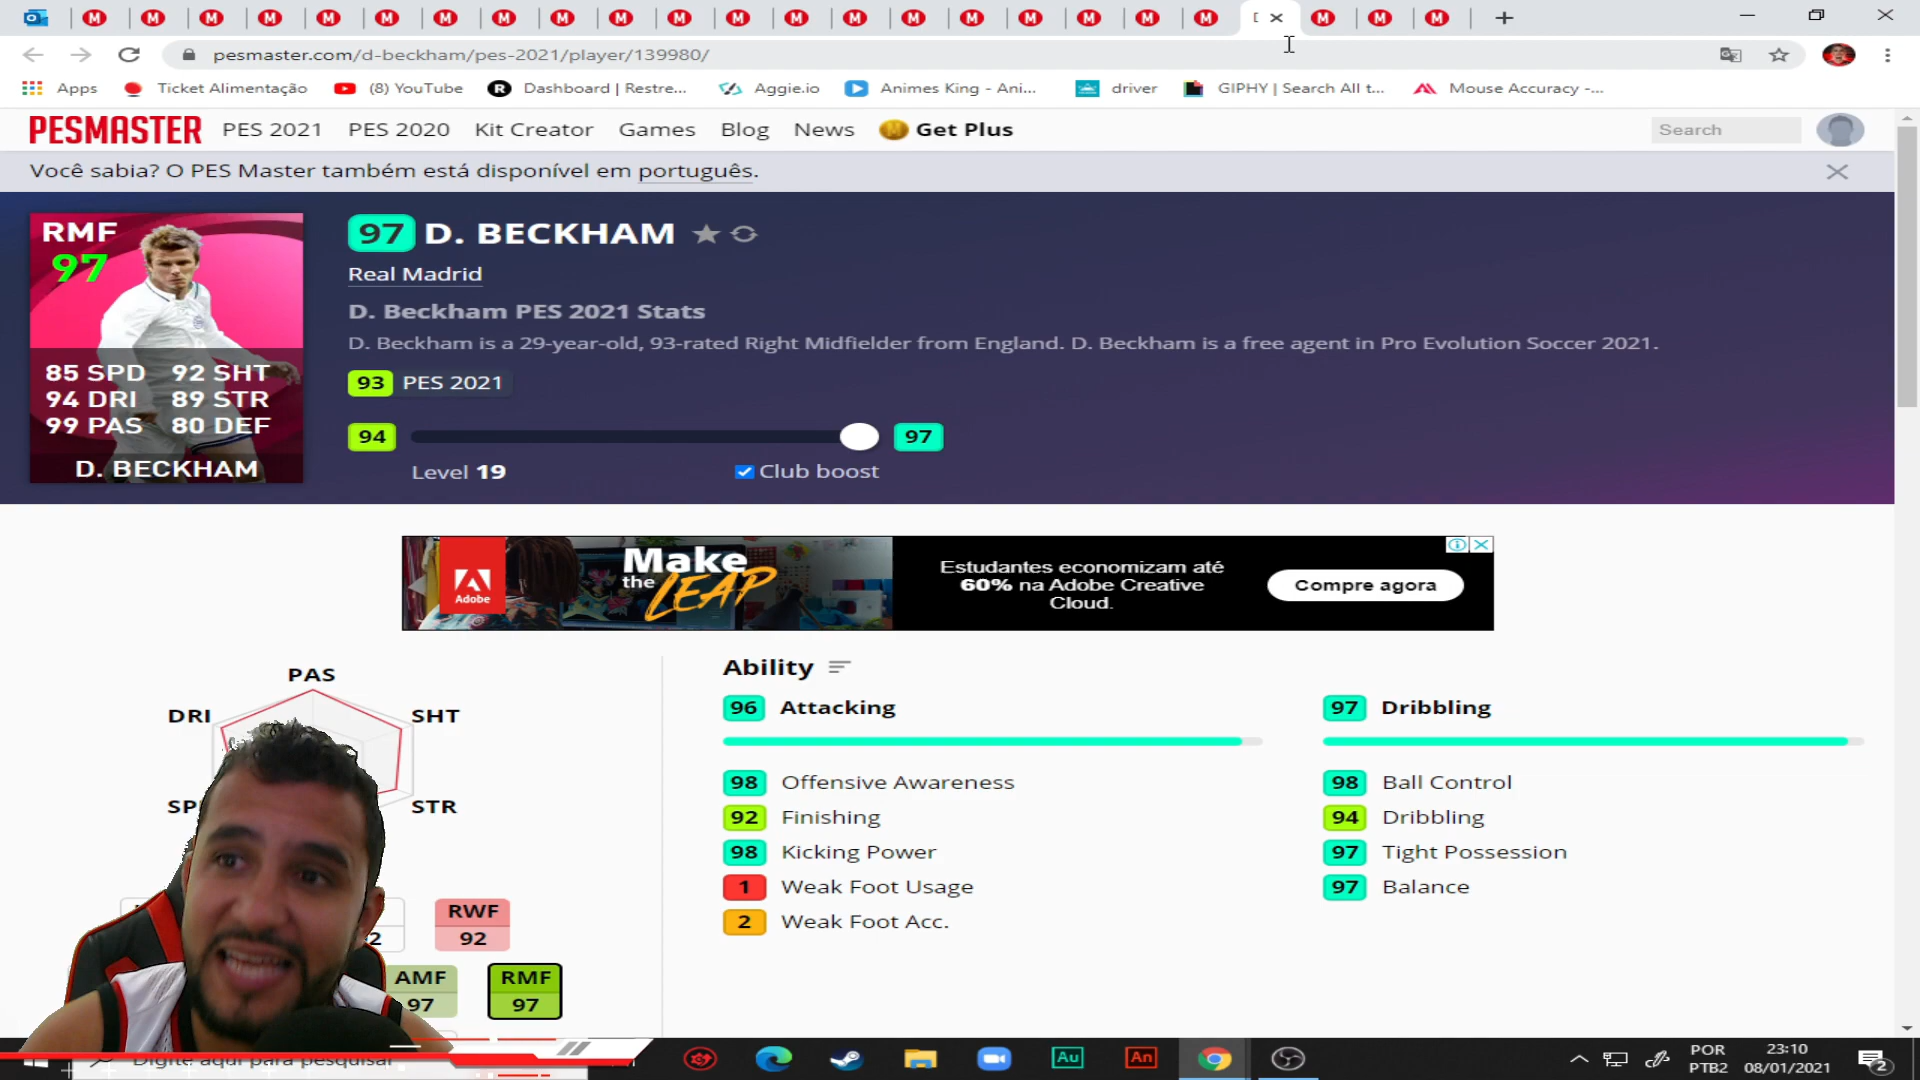 pesmaster.com/d-beckham/pes-2021/player/139980/
Apps
Ticket Alimentação
(8) YouTube
Dashboard | Restre...
Aggie.io
Animes King - Ani...
driver
GIPHY | Search All t...
Mouse Accuracy -...
PESMASTER PES 2021 PES 2020 Kit Creator Games Blog News Get Plus Search
Você sabia? O PES Master também está disponível em português.
RMF
97
85 SPD 92 SHT
94 DRI 89 STR
99 PAS 80 DEF
D. BECKHAM
97 D. BECKHAM
Real Madrid
D. Beckham PES 2021 Stats
D. Beckham is a 29-year-old, 93-rated Right Midfielder from England. D. Beckham is a free agent in Pro Evolution Soccer 2021.
93 PES 2021
94 97
Level 19 Club boost
Adobe
Make
the LEAP
Estudantes economizam até
60% na Adobe Creative
Cloud.
Compre agora
PAS
DRI SHT
STR
RWF
92
AMF
97
RMF
97
Ability
96 Attacking
98 Offensive Awareness
92 Finishing
98 Kicking Power
1 Weak Foot Usage
2 Weak Foot Acc.
97 Dribbling
98 Ball Control
94 Dribbling
97 Tight Possession
97 Balance
Digite aqui para pesquisar
Au
An
POR
PTB2
23:10
08/01/2021
2